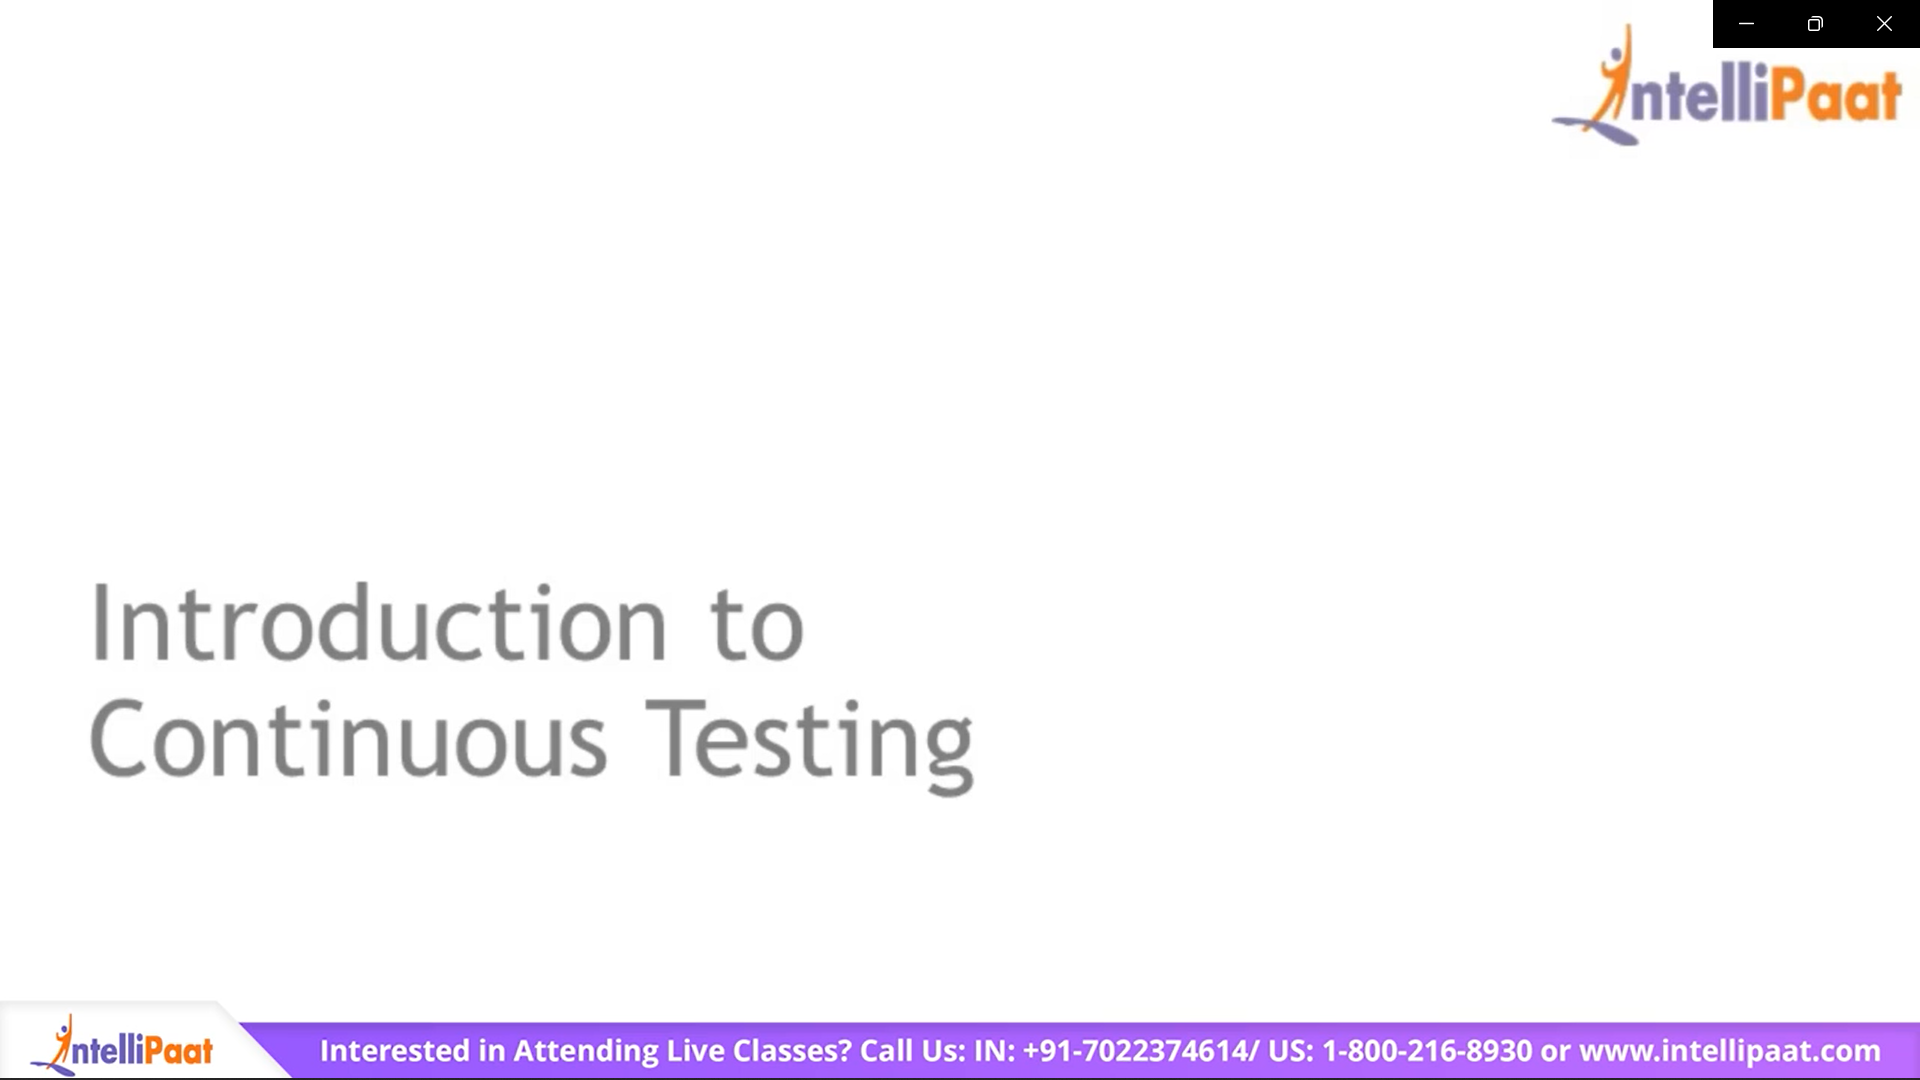 IntelliPaat
Introduction to
Continuous Testing
IntelliPaat
Interested in Attending Live Classes? Call Us: IN: +91-7022374614/ US: 1-800-216-8930 or www.intellipaat.com